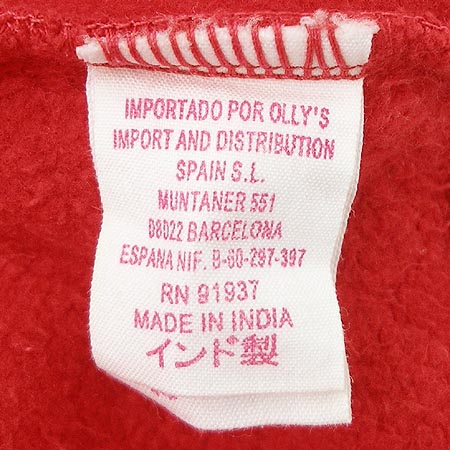 IMPORTADO POR OLLY'S
IMPORT AND DISTRIBUTION
SPAIN S.L.
MUNTANER 551
08022 BARCELONA
ESPANA NIF. B-60-297-397
RN 91937
MADE IN INDIA
インド製